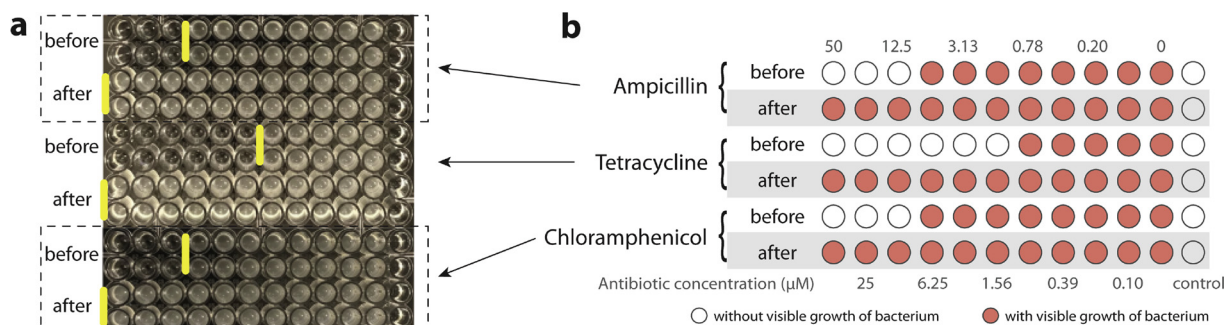 a
before
after
before
after
before
after
b
50 12.5 3.13 0.78 0.20 0
Ampicillin
before
after
Tetracycline
before
after
Chloramphenicol
before
after
Antibiotic concentration (μM) 25 6.25 1.56 0.39 0.10 control
without visible growth of bacterium with visible growth of bacterium